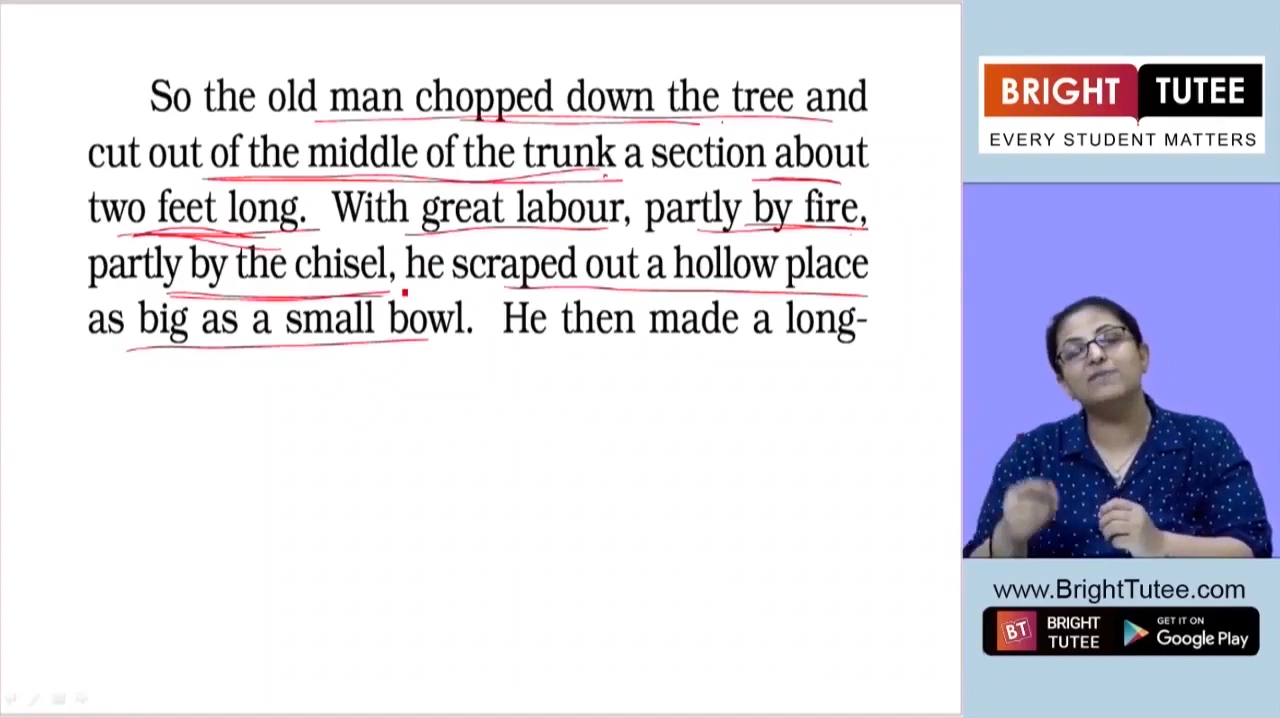 So the old man chopped down the tree and
cut out of the middle of the trunk a section about
two feet long. With great labour, partly by fire,
partly by the chisel, he scraped out a hollow place
as big as a small bowl. He then made a long-
BRIGHT TUTEE
EVERY STUDENT MATTERS
www.BrightTutee.com
BT
BRIGHT
TUTEE
GET IT ON
Google Play